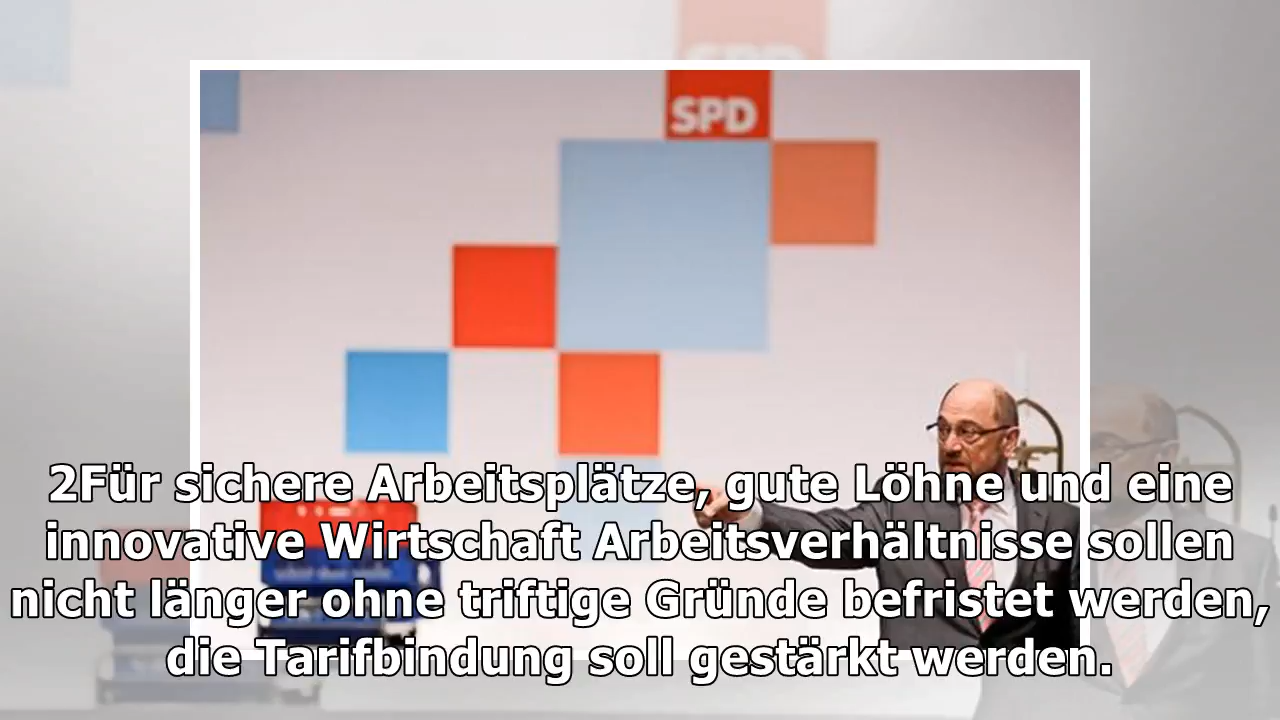 SPD
2Für sichere Arbeitsplätze, gute Löhne und eine
innovative Wirtschaft Arbeitsverhältnisse sollen
nicht länger ohne triftige Gründe befristet werden,
die Tarifbindung soll gestärkt werden.